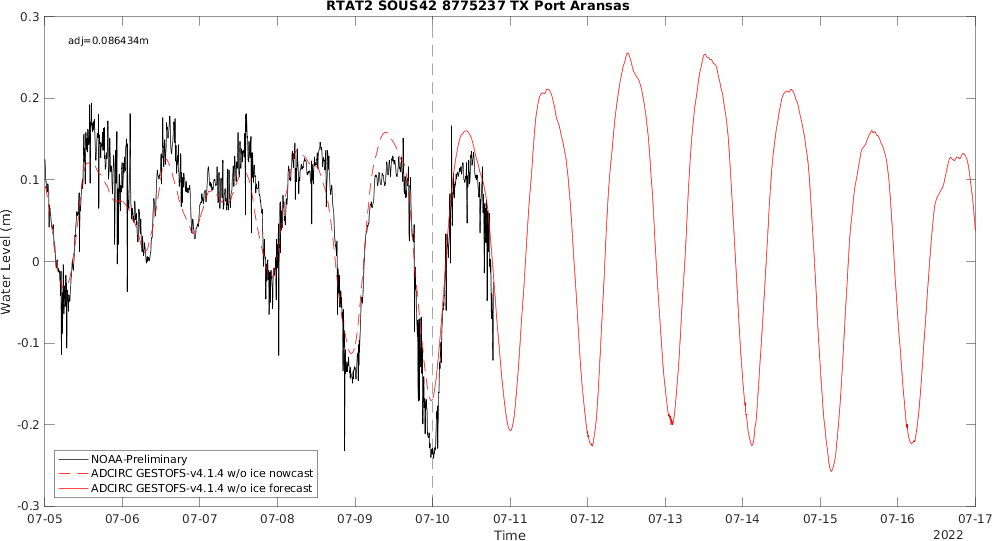 RTAT2 SOUS42 8775237 TX Port Aransas
adj=0.086434m
0.3
0.2
0.1
0
-0.1
-0.2
-0.3
Water Level (m)
NOAA-Preliminary
ADCIRC GESTOFS-v4.1.4 w/o ice nowcast
ADCIRC GESTOFS-v4.1.4 w/o ice forecast
07-05 07-06 07-07 07-08 07-09 07-10 07-11 07-12 07-13 07-14 07-15 07-16 07-17
Time
2022